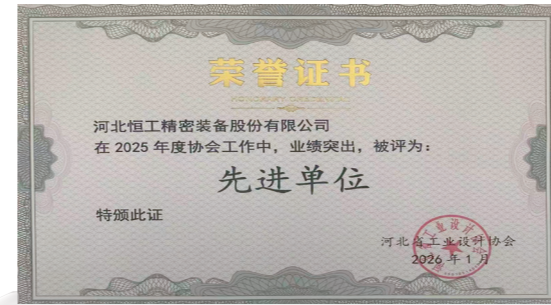 荣誉证书
河北恒工精密装备股份有限公司
在 2025 年度协会工作中，业绩突出，被评为：
先进单位
特颁此证
河北省工业设计协会
2026 年 1 月